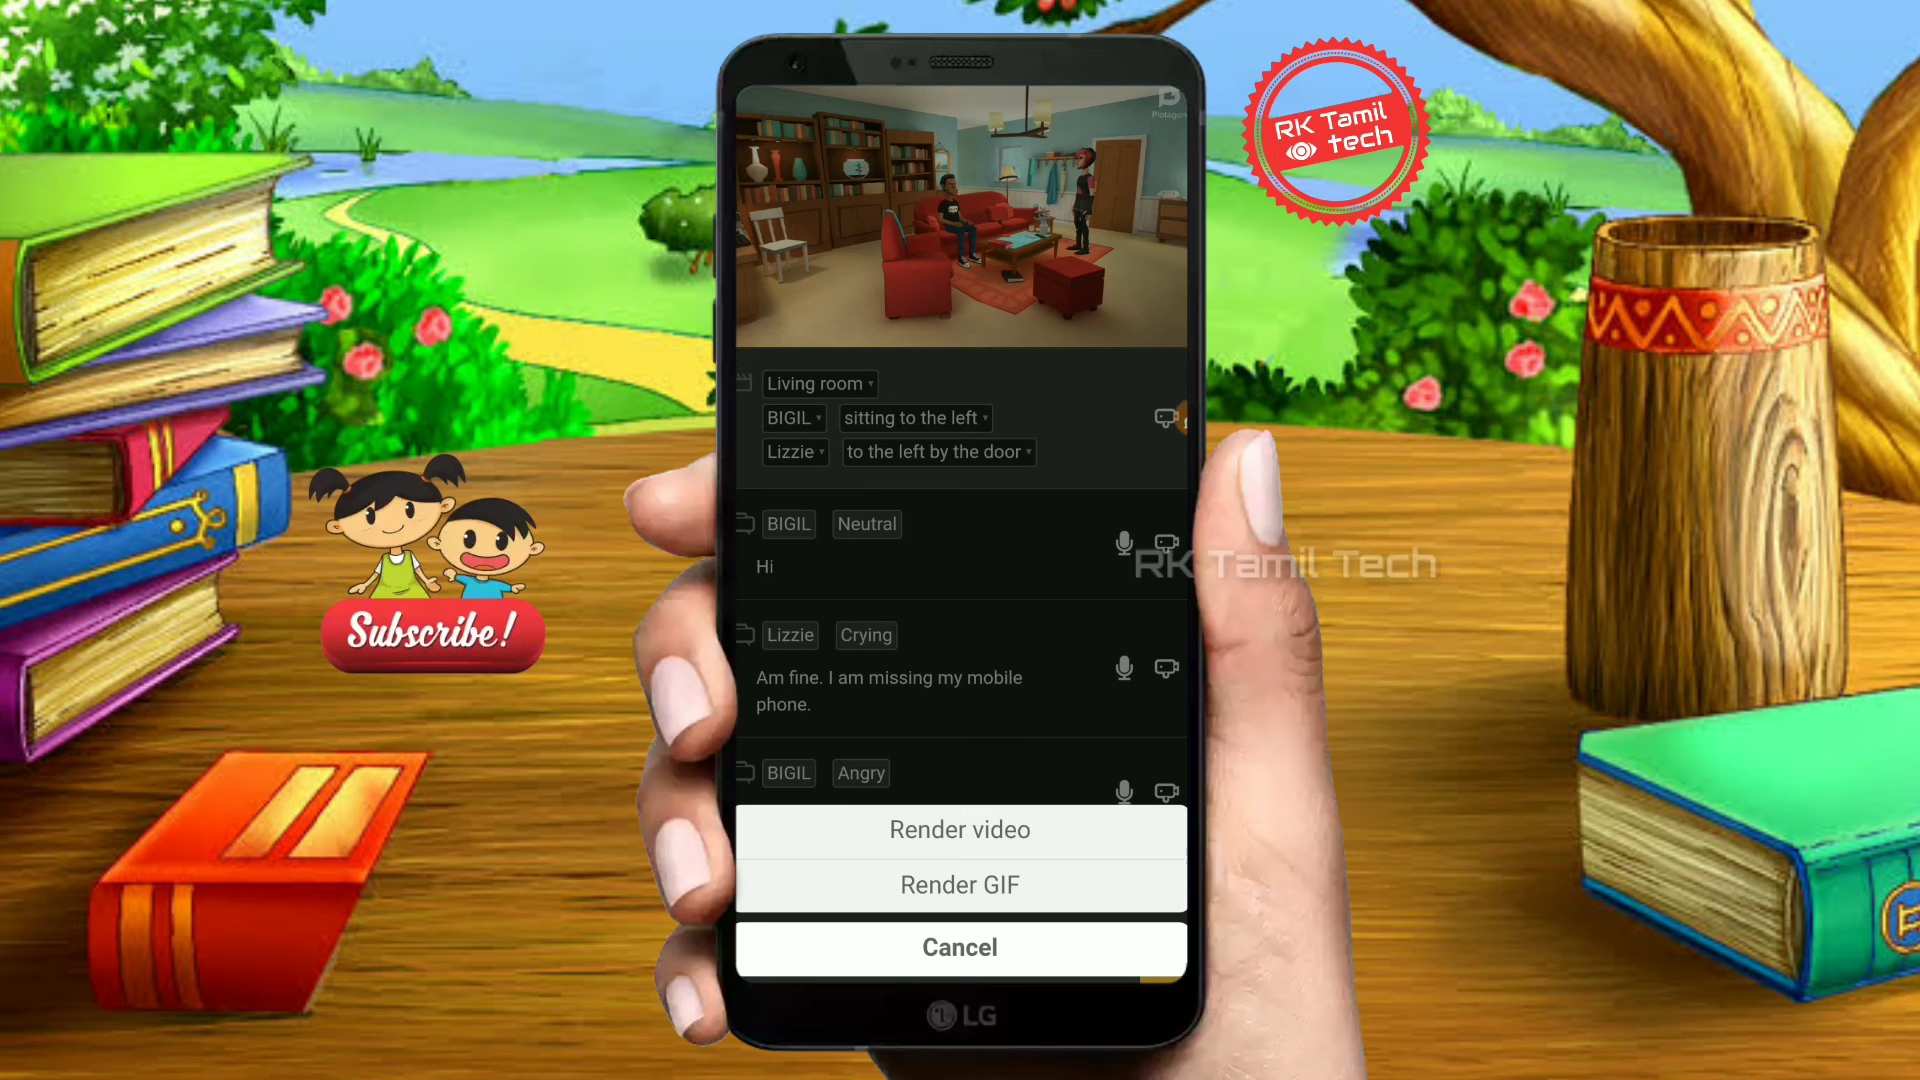 Plotagon
RK Tamil
tech
Living room
BIGIL sitting to the left
Lizzie to the left by the door
BIGIL Neutral
Hi
RK Tamil Tech
Lizzie Crying
Am fine. I am missing my mobile
phone.
Subscribe!
BIGIL Angry
Render video
Render GIF
Cancel
LG